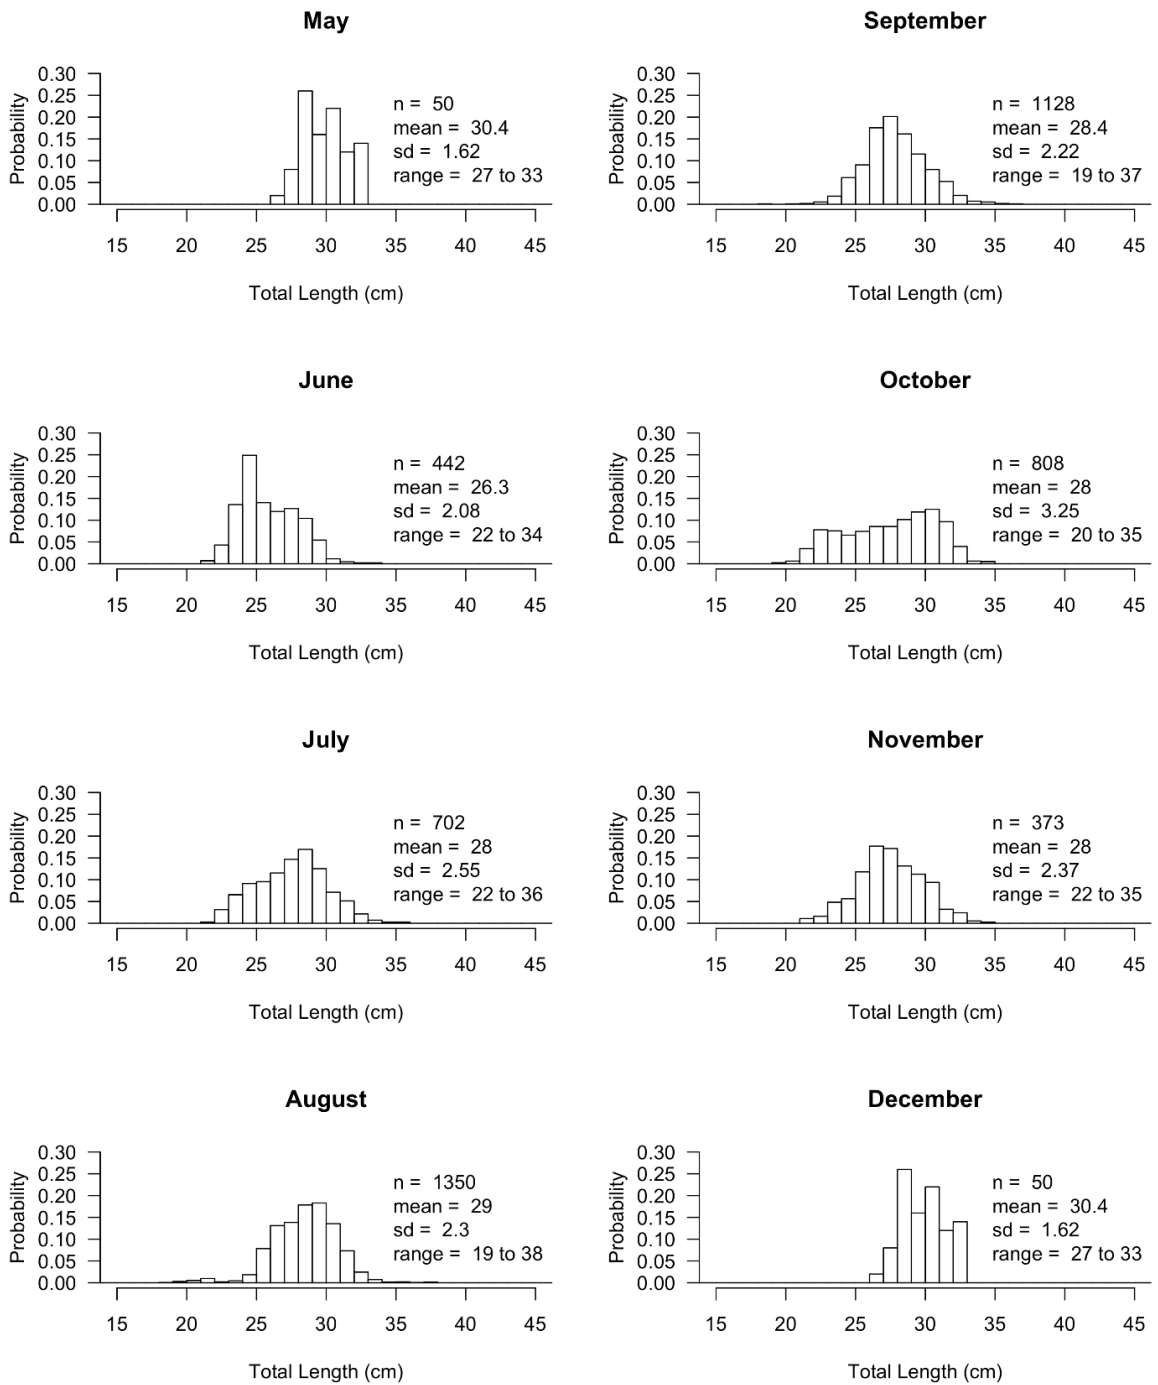 May
Probability
0.30
0.25
0.20
0.15
0.10
0.05
0.00
n = 50
mean = 30.4
sd = 1.62
range = 27 to 33
15 20 25 30 35 40 45
Total Length (cm)
September
Probability
0.30
0.25
0.20
0.15
0.10
0.05
0.00
n = 1128
mean = 28.4
sd = 2.22
range = 19 to 37
15 20 25 30 35 40 45
Total Length (cm)
June
Probability
0.30
0.25
0.20
0.15
0.10
0.05
0.00
n = 442
mean = 26.3
sd = 2.08
range = 22 to 34
15 20 25 30 35 40 45
Total Length (cm)
October
Probability
0.30
0.25
0.20
0.15
0.10
0.05
0.00
n = 808
mean = 28
sd = 3.25
range = 20 to 35
15 20 25 30 35 40 45
Total Length (cm)
July
Probability
0.30
0.25
0.20
0.15
0.10
0.05
0.00
n = 702
mean = 28
sd = 2.55
range = 22 to 36
15 20 25 30 35 40 45
Total Length (cm)
November
Probability
0.30
0.25
0.20
0.15
0.10
0.05
0.00
n = 373
mean = 28
sd = 2.37
range = 22 to 35
15 20 25 30 35 40 45
Total Length (cm)
August
Probability
0.30
0.25
0.20
0.15
0.10
0.05
0.00
n = 1350
mean = 29
sd = 2.3
range = 19 to 38
15 20 25 30 35 40 45
Total Length (cm)
December
Probability
0.30
0.25
0.20
0.15
0.10
0.05
0.00
n = 50
mean = 30.4
sd = 1.62
range = 27 to 33
15 20 25 30 35 40 45
Total Length (cm)